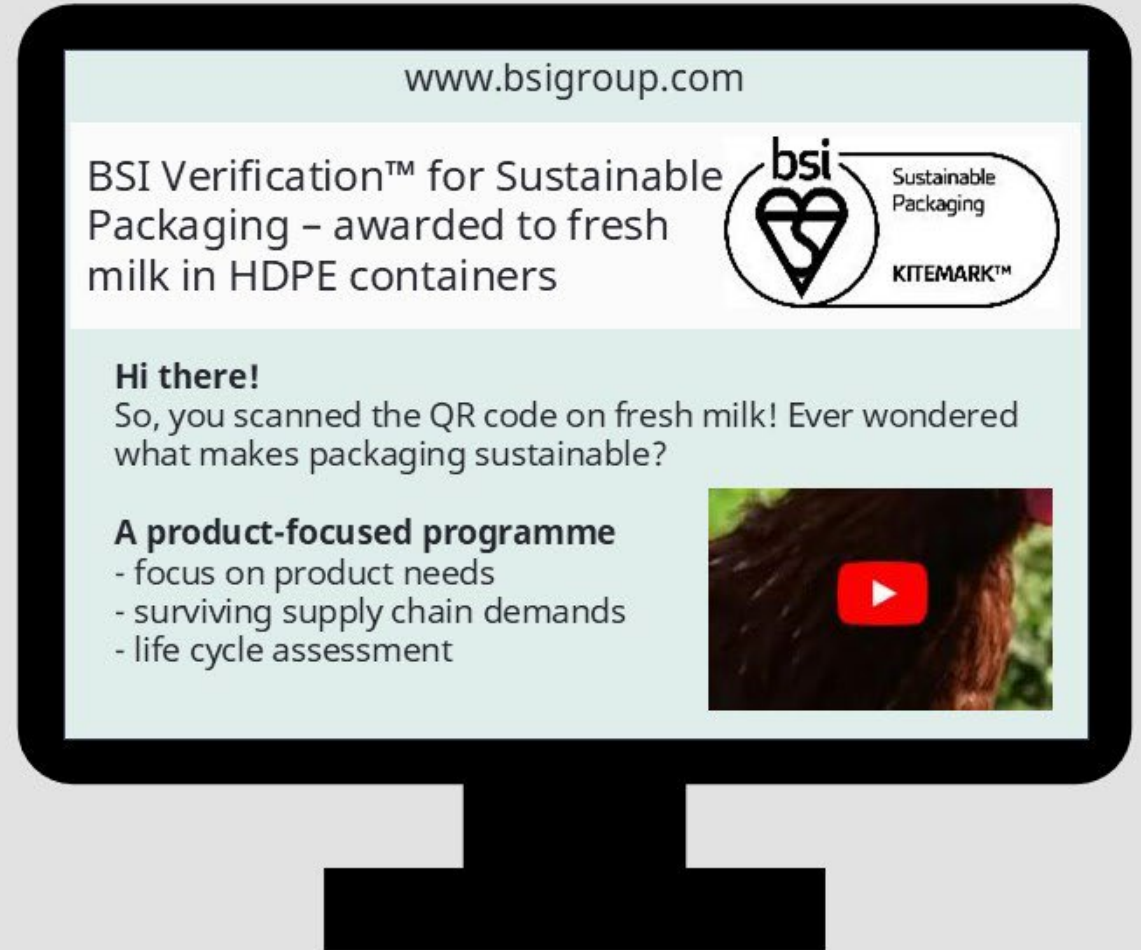 www.bsigroup.com
BSI Verification™ for Sustainable
Packaging – awarded to fresh
milk in HDPE containers
bsi
Sustainable
Packaging
KITEMARK™
Hi there!
So, you scanned the QR code on fresh milk! Ever wondered
what makes packaging sustainable?
A product-focused programme
- focus on product needs
- surviving supply chain demands
- life cycle assessment